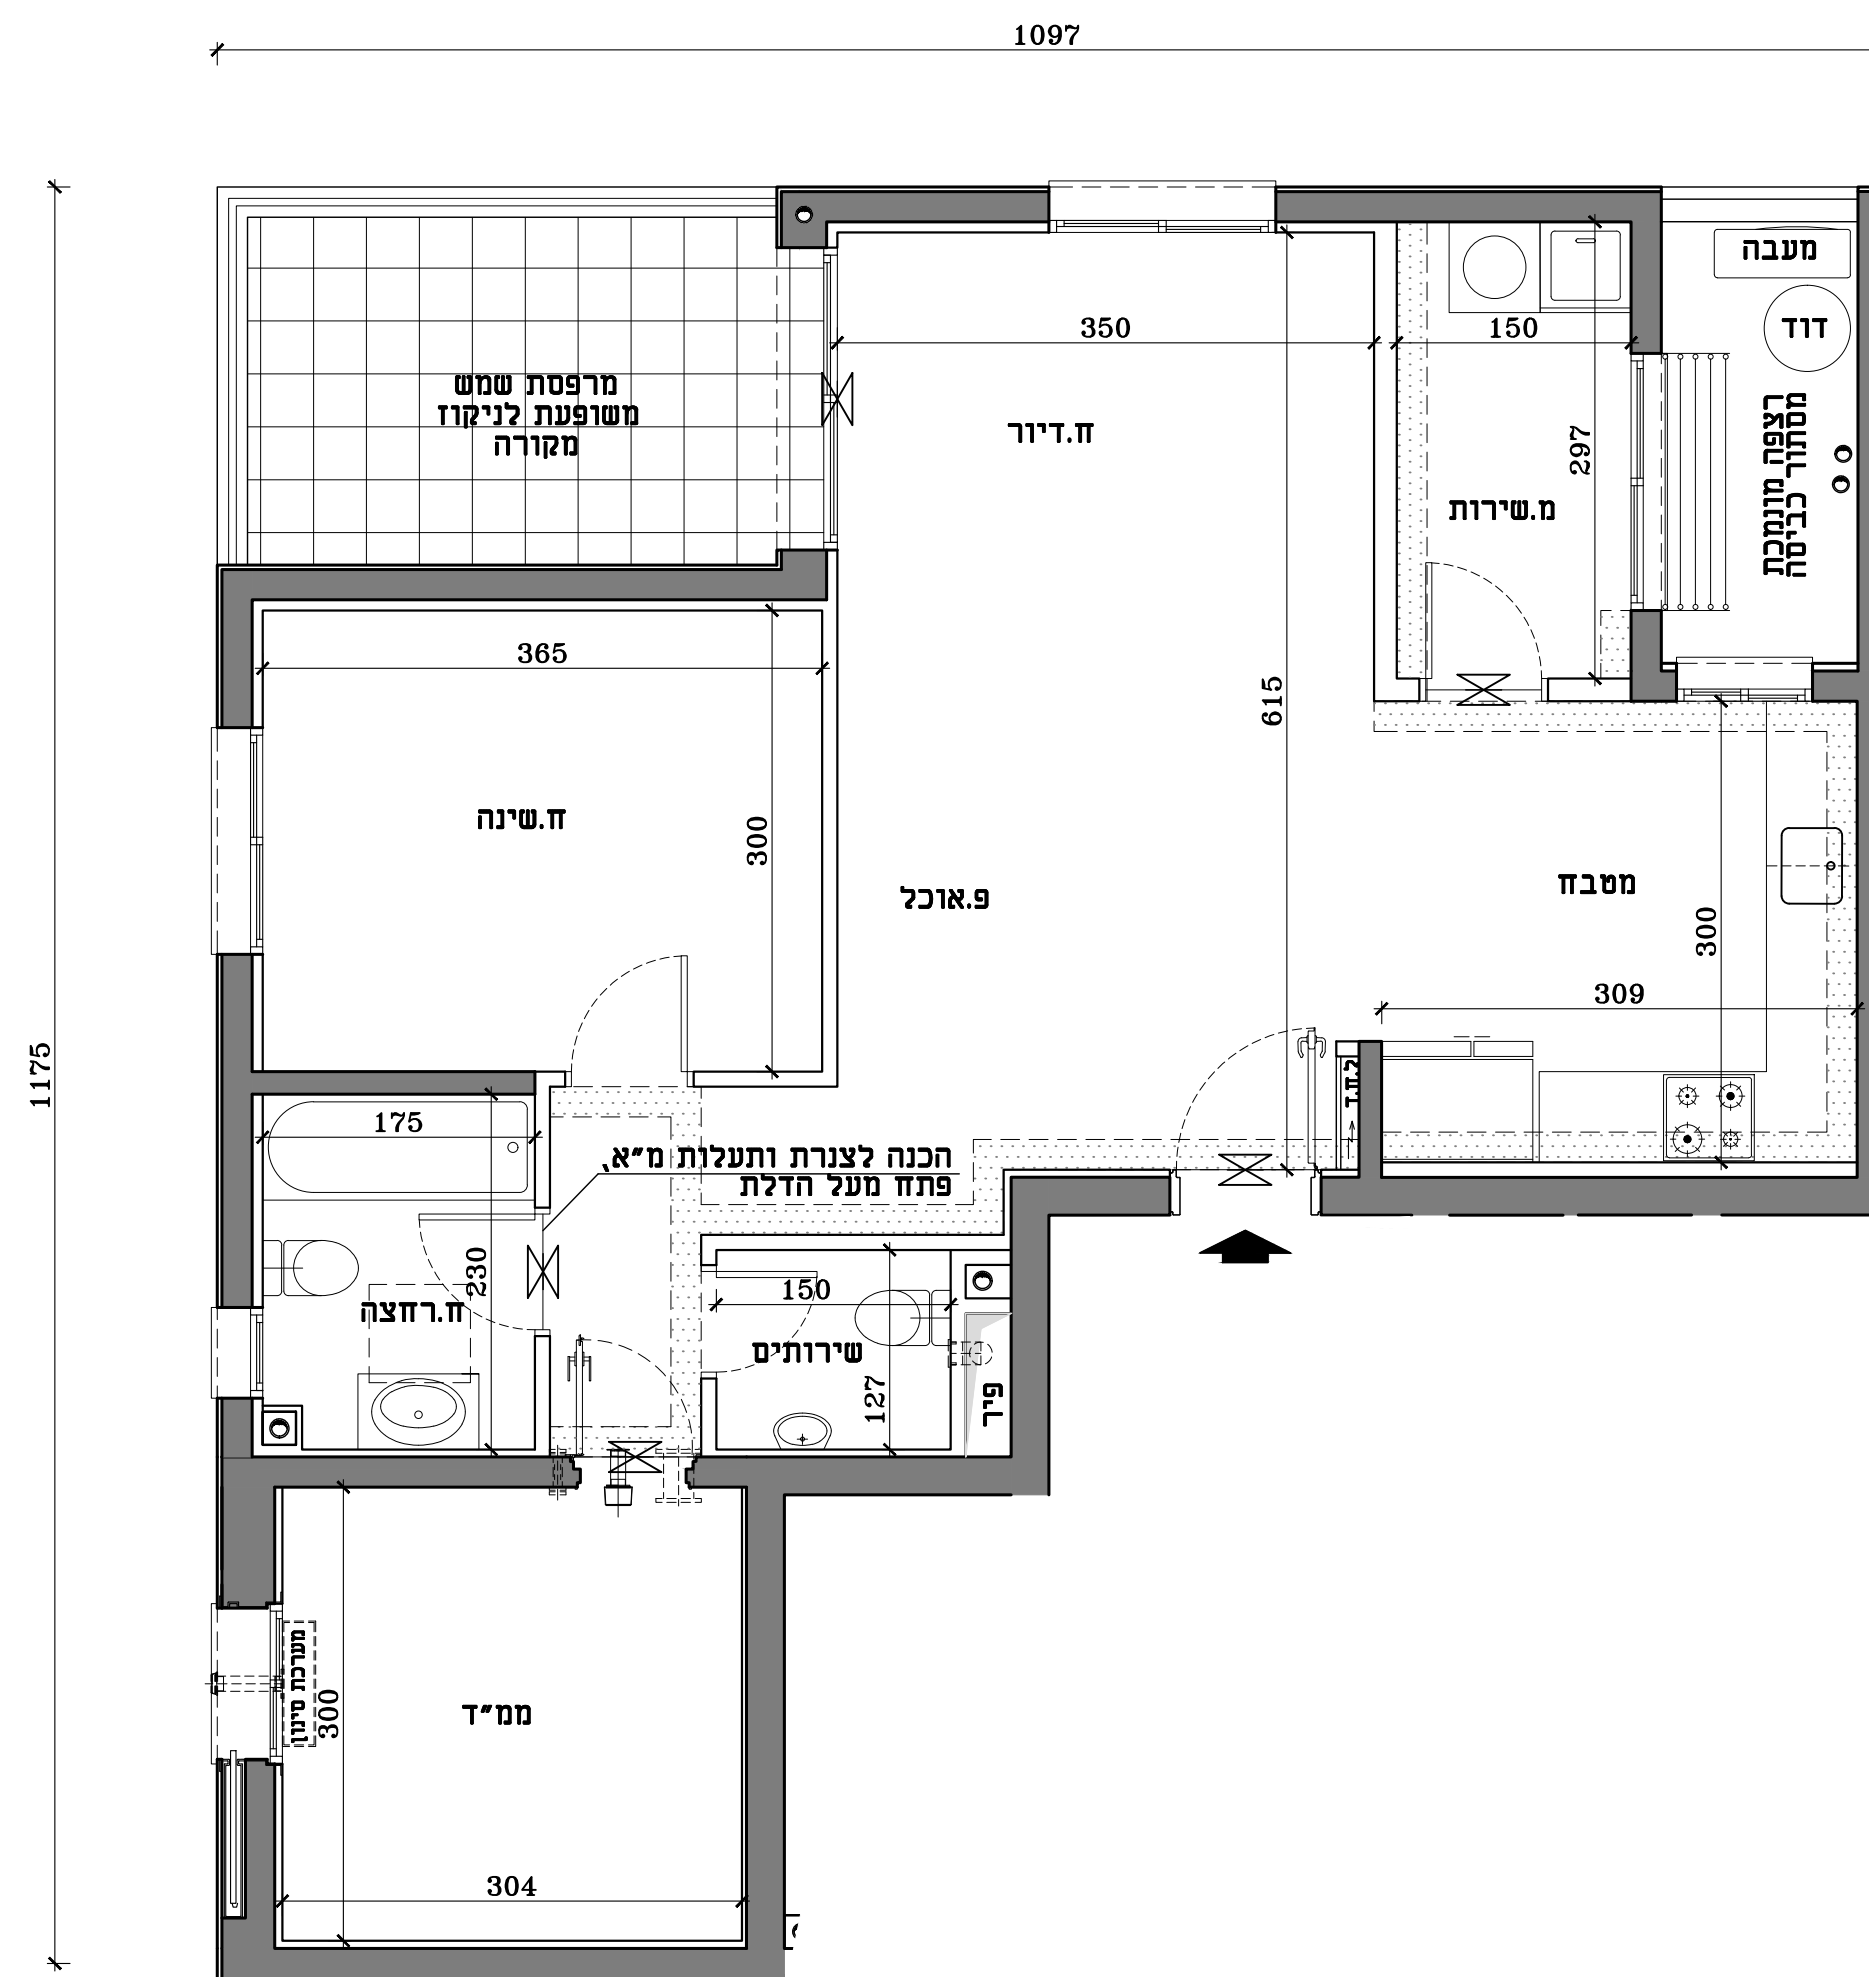 1097
מעבה
דוד
350
150
מרפסת שמש
משופעת לניקוז
מקורה
ח.דיור
297
רצפה מונמכת
מסתור כביסה
מ.שירות
365
615
ח.שינה
300
פ.אוכל
מטבח
300
309
1175
ל.ח.ד
175
הכנה לצנרת ותעלות מ"א,
פתח מעל הדלת
230
150
ח.רחצה
שירותים
127
פיר
מערכת סינון
300
ממ"ד
304